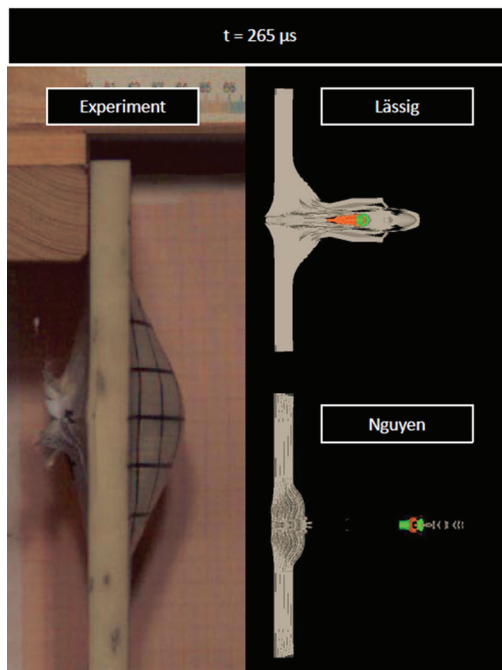 t = 265 µs
Experiment
Lässig
Nguyen